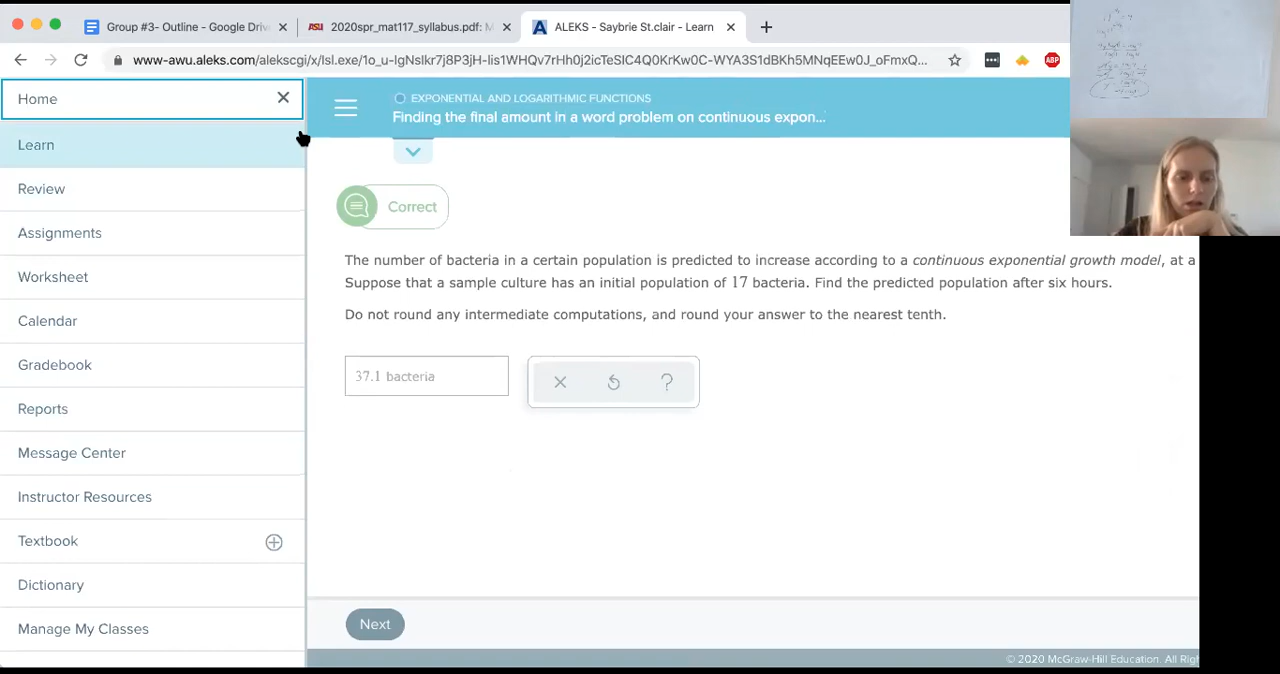 Group #3- Outline - Google Driv
2020spr_mat117_syllabus.pdf: M
ALEKS - Saybrie St.clair - Learn
www-awu.aleks.com/alekscgi/x/lsl.exe/1o_u-IgNslkr7j8P3jH-Iis1WHQv7rHh0j2icTeSIC4Q0KrKw0C-WYA3S1dBKh5MNqEEw0J_oFmxQ...
ABP
Home
EXPONENTIAL AND LOGARITHMIC FUNCTIONS
Finding the final amount in a word problem on continuous expon...
Learn
Review
Assignments
Worksheet
Calendar
Gradebook
Reports
Message Center
Instructor Resources
Textbook
Dictionary
Manage My Classes
Correct
The number of bacteria in a certain population is predicted to increase according to a continuous exponential growth model, at a
Suppose that a sample culture has an initial population of 17 bacteria. Find the predicted population after six hours.
Do not round any intermediate computations, and round your answer to the nearest tenth.
37.1 bacteria
?
Next
© 2020 McGraw-Hill Education. All Righ